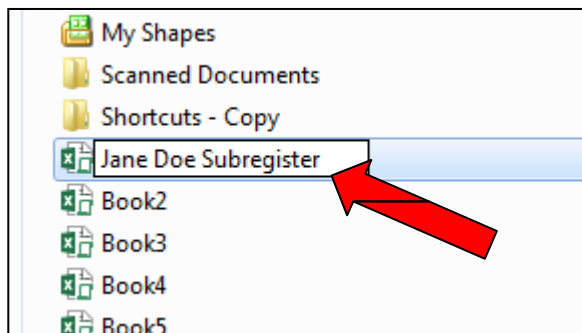 My Shapes
Scanned Documents
Shortcuts - Copy
Jane Doe Subregister
Book2
Book3
Book4
Book5